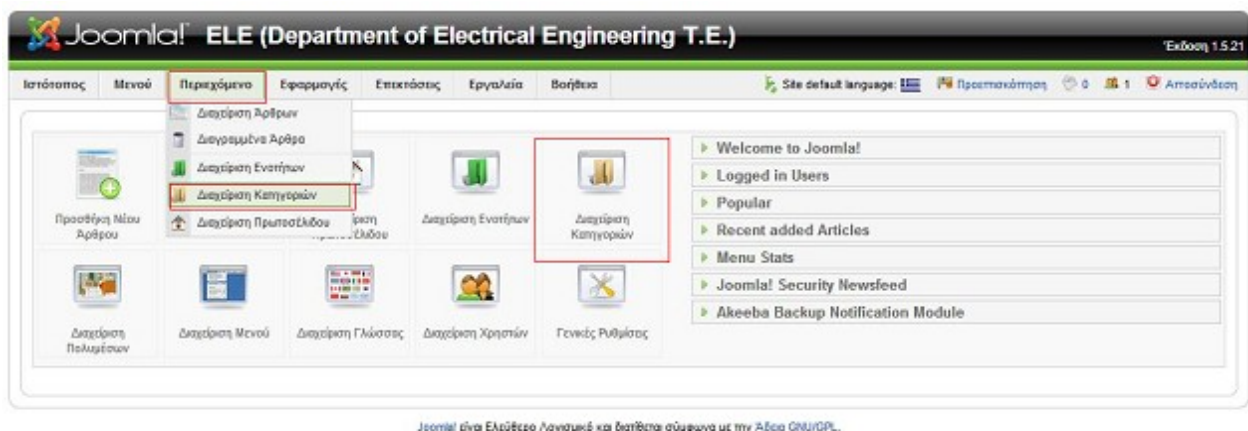 Joomla! ELE (Department of Electrical Engineering T.E.)
Έκδοση 1.5.21
Ιστότοπος Μενού Περιεχόμενο Εφαρμογές Επεκτάσεις Εργαλεία Βοήθεια Site default language: Προεπισκόπηση 0 1 Αποσύνδεση
Διαχείριση Άρθρων
Διαγραμμένα Άρθρα
Διαχείριση Ενοτήτων
Διαχείριση Κατηγοριών
Διαχείριση Πρωτοσέλιδου
Προσθήκη Νέου
Άρθρου
Διαχείριση Ενοτήτων
Διαχείριση
Κατηγοριών
Διαχείριση
Πολυμέσων
Διαχείριση Μενού
Διαχείριση Γλώσσας
Διαχείριση Χρηστών
Γενικές Ρυθμίσεις
Welcome to Joomla!
Logged in Users
Popular
Recent added Articles
Menu Stats
Joomla! Security Newsfeed
Akeeba Backup Notification Module
Joomla! είναι Ελεύθερο Λογισμικό και διατίθεται σύμφωνα με την Άδεια GNU/GPL.